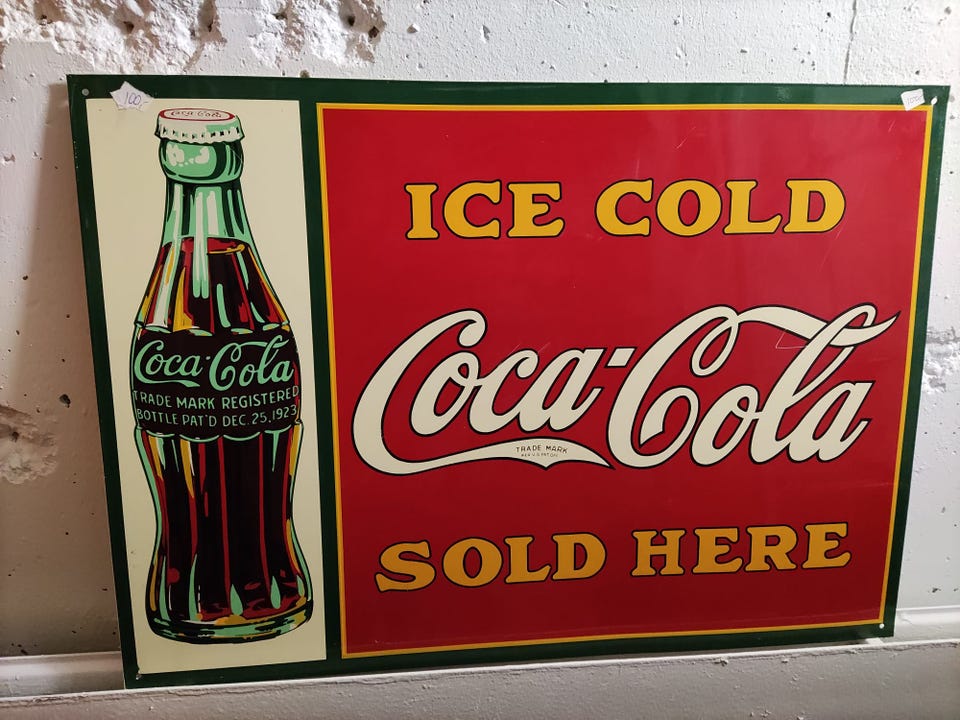 100,-
Coca-Cola
Coca-Cola
TRADE MARK REGISTERED
BOTTLE PAT'D DEC. 25, 1923
ICE COLD
Coca-Cola
TRADE MARK
SOLD HERE